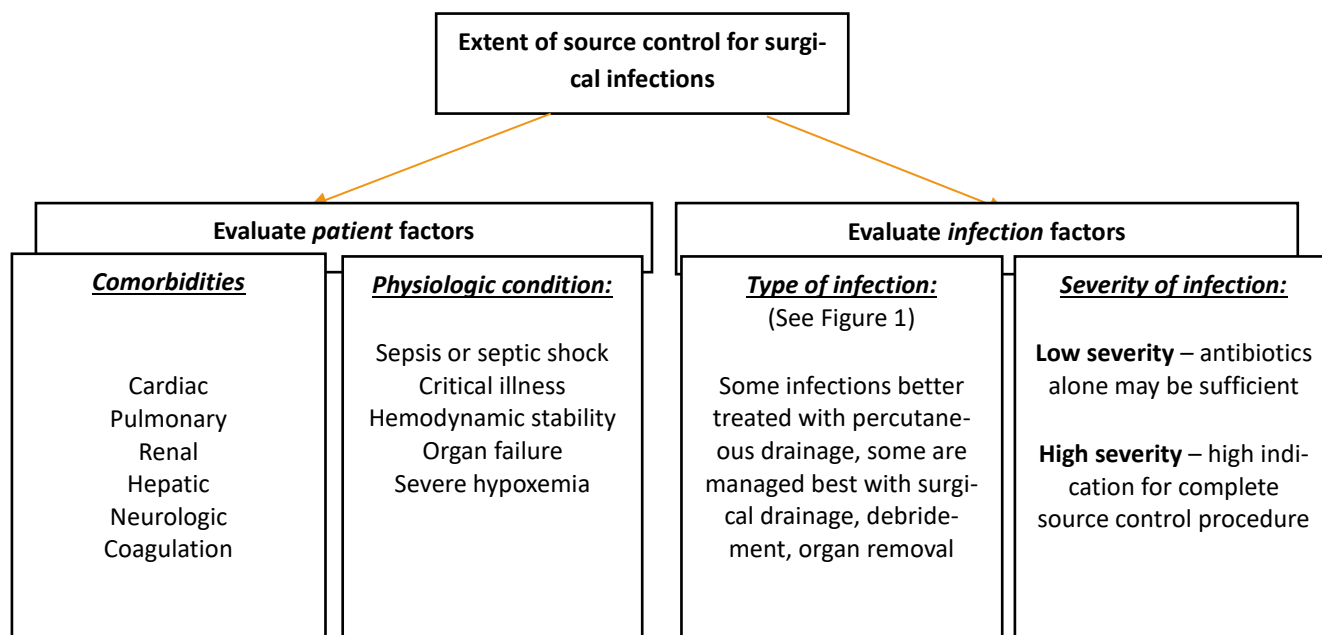 Extent of source control for surgi-
cal infections
Evaluate patient factors
Evaluate infection factors
Comorbidities
Cardiac
Pulmonary
Renal
Hepatic
Neurologic
Coagulation
Physiologic condition:
Sepsis or septic shock
Critical illness
Hemodynamic stability
Organ failure
Severe hypoxemia
Type of infection:
(See Figure 1)
Some infections better
treated with percutane-
ous drainage, some are
managed best with surgi-
cal drainage, debride-
ment, organ removal
Severity of infection:
Low severity – antibiotics
alone may be sufficient
High severity – high indi-
cation for complete
source control procedure